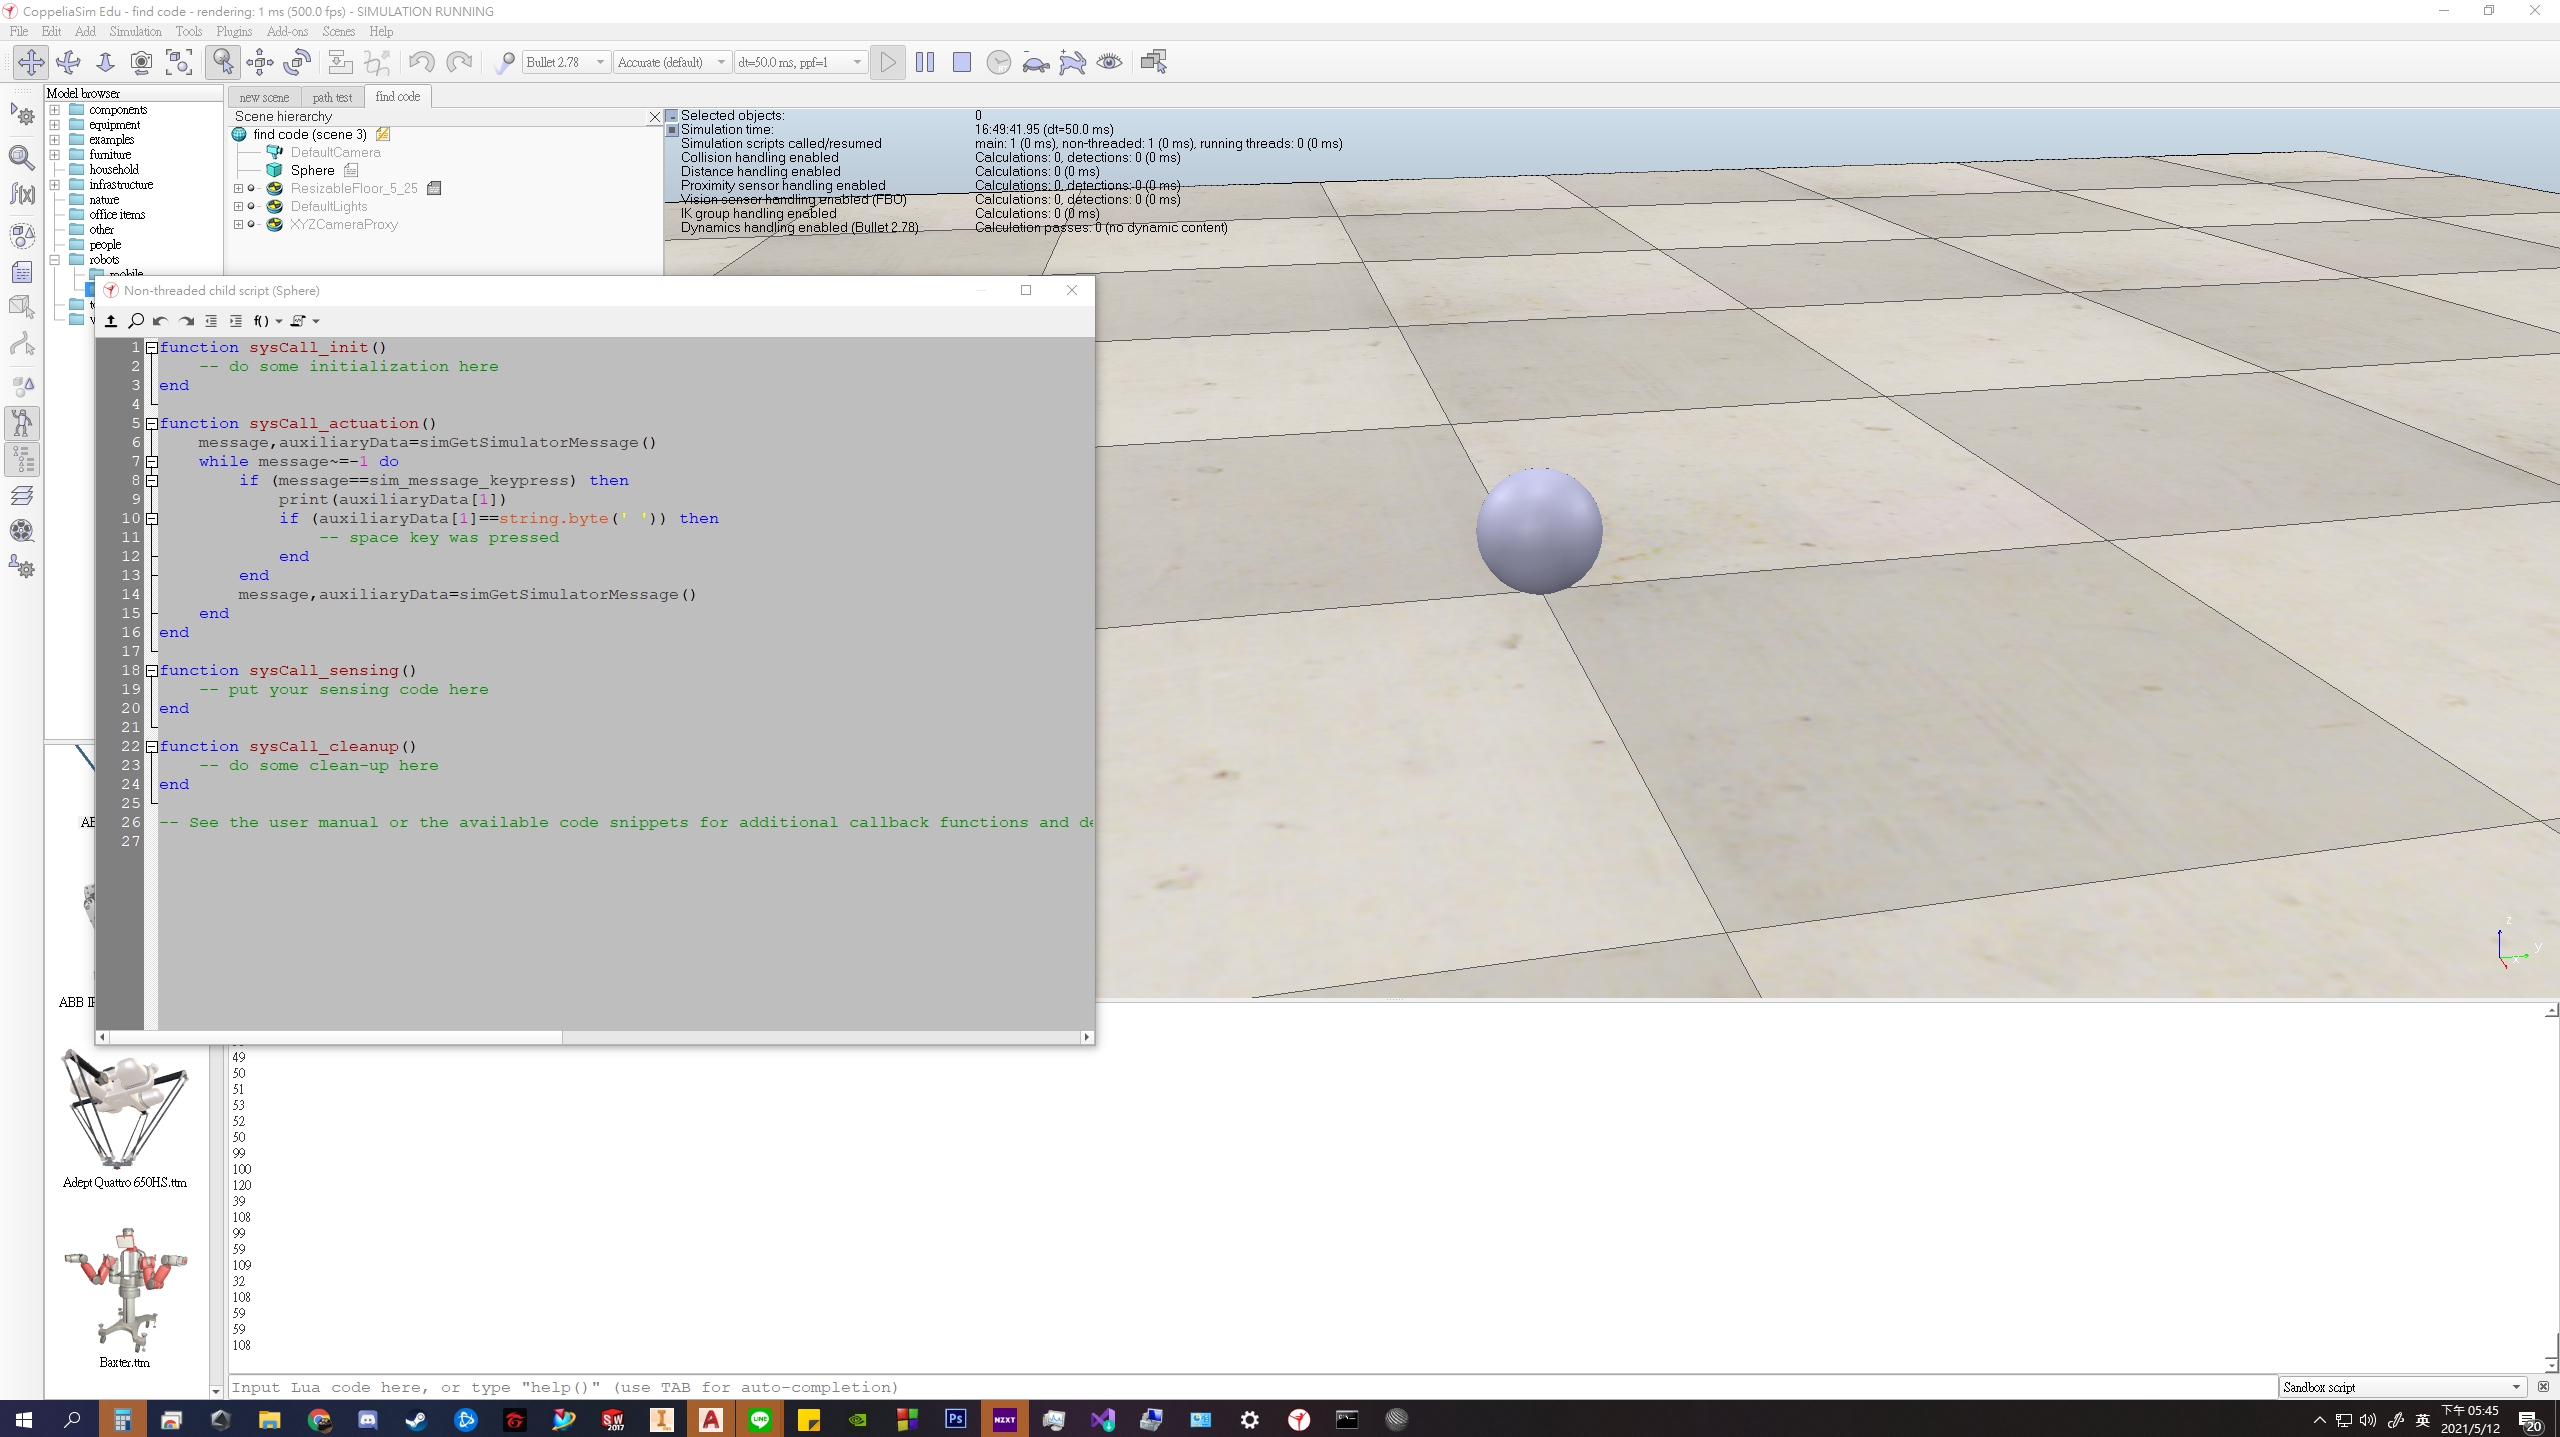 CoppeliaSim Edu - find code - rendering: 1 ms (500.0 fps) - SIMULATION RUNNING
File Edit Add Simulation Tools Plugins Add-ons Scenes Help
Bullet 2.78 Accurate (default) dt=50.0 ms, ppf=1
Model browser
components
equipment
examples
furniture
household
infrastructure
nature
office items
other
people
robots
mobile
new scene path test find code
Scene hierarchy
find code (scene 3)
DefaultCamera
Sphere
ResizableFloor_5_25
DefaultLights
XYZCameraProxy
Selected objects: 0
Simulation time: 16:49:41.95 (dt=50.0 ms)
Simulation scripts called/resumed main: 1 (0 ms), non-threaded: 1 (0 ms), running threads: 0 (0 ms)
Collision handling enabled Calculations: 0, detections: 0 (0 ms)
Distance handling enabled Calculations: 0 (0 ms)
Proximity sensor handling enabled Calculations: 0, detections: 0 (0 ms)
Vision sensor handling enabled (FBO) Calculations: 0, detections: 0 (0 ms)
IK group handling enabled Calculations: 0 (0 ms)
Dynamics handling enabled (Bullet 2.78) Calculation passes: 0 (no dynamic content)
Non-threaded child script (Sphere)
f()
1 function sysCall_init()
2 -- do some initialization here
3 end
4
5 function sysCall_actuation()
6 message,auxiliaryData=simGetSimulatorMessage()
7 while message~=-1 do
8 if (message==sim_message_keypress) then
9 print(auxiliaryData[1])
10 if (auxiliaryData[1]==string.byte(' ')) then
11 -- space key was pressed
12 end
13 end
14 message,auxiliaryData=simGetSimulatorMessage()
15 end
16 end
17
18 function sysCall_sensing()
19 -- put your sensing code here
20 end
21
22 function sysCall_cleanup()
23 -- do some clean-up here
24 end
25
26 -- See the user manual or the available code snippets for additional callback functions and de
27
z
y
x
ABB
Adept Quattro 650HS.ttm
Baxter.ttm
49
50
51
53
52
50
99
100
120
39
108
99
59
109
32
108
59
59
108
Input Lua code here, or type "help()" (use TAB for auto-completion)
Sandbox script
SW
2017
I
A
LINE
Ps
NZXT
英
下午 05:45
2021/5/12
20